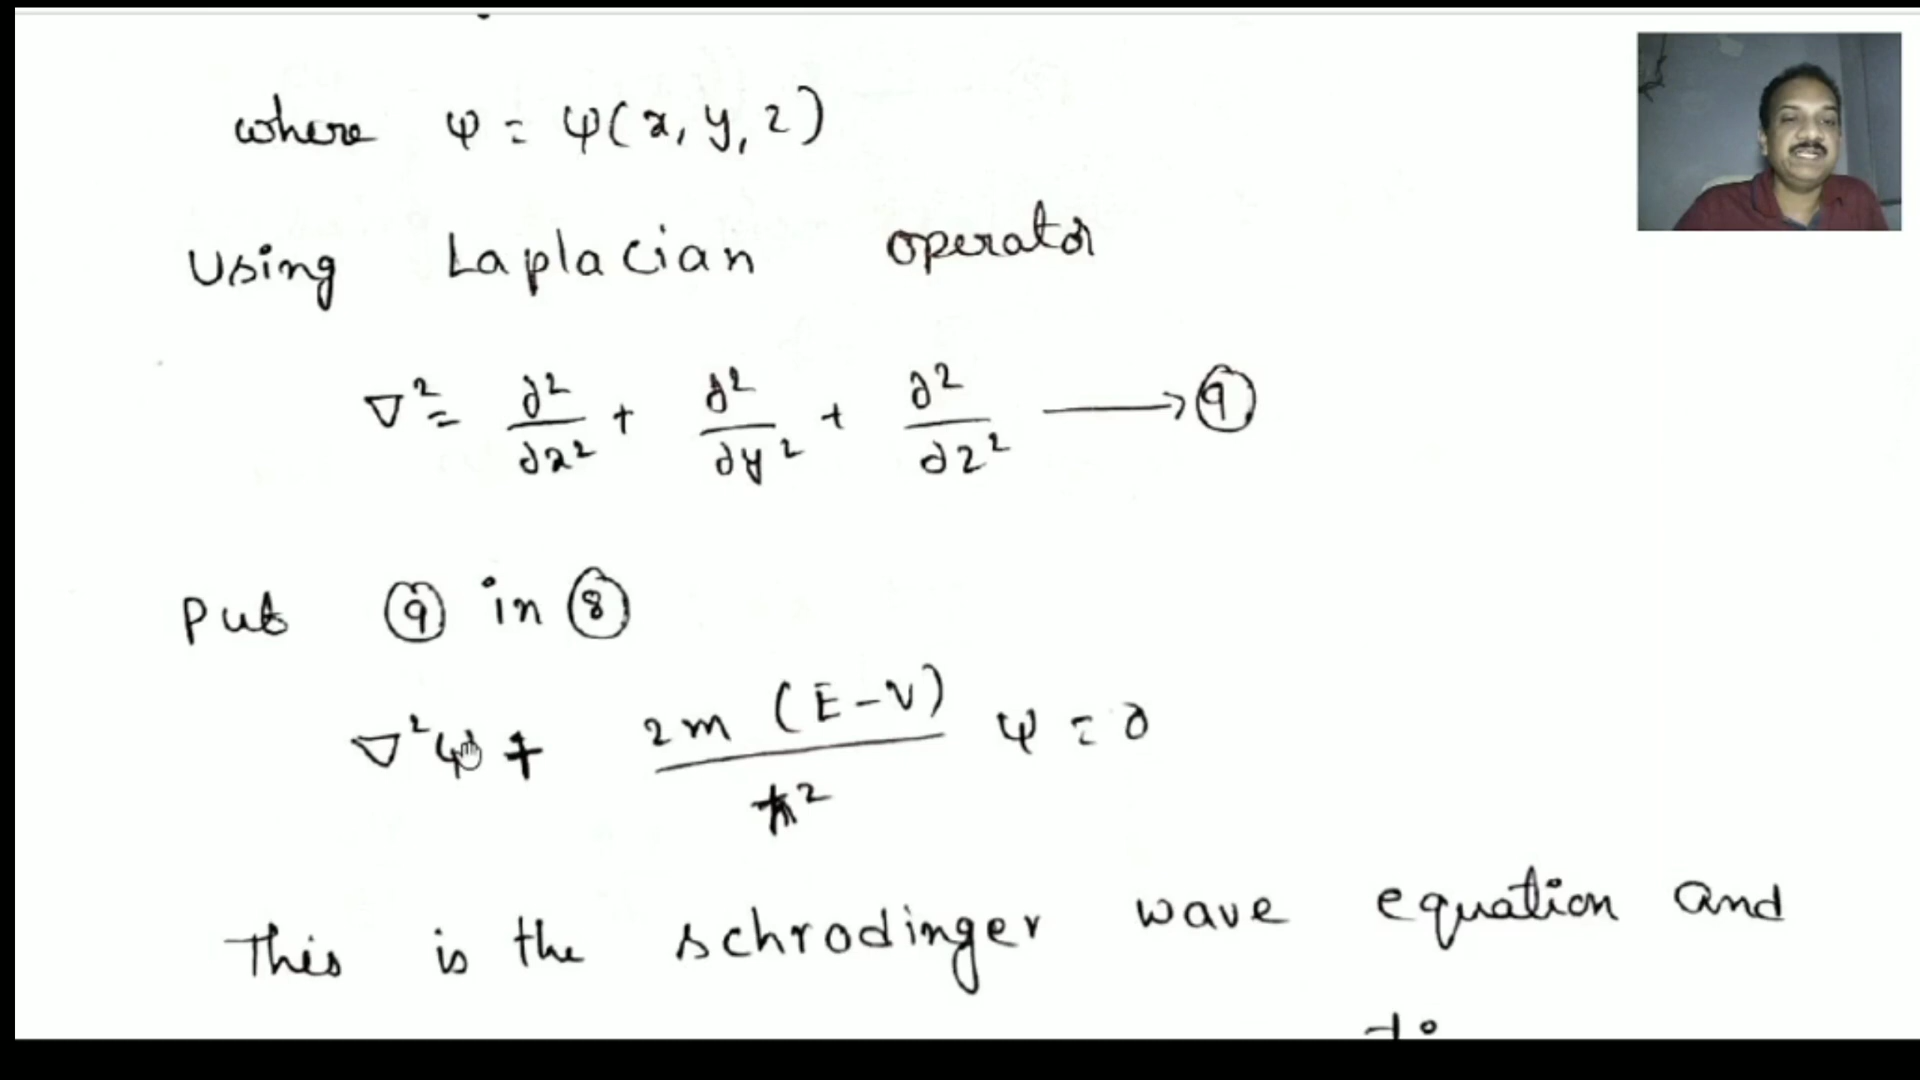 where ψ = ψ(x, y, z)
Using Laplacian operator
∇² = ∂²/∂x² + ∂²/∂y² + ∂²/∂z² ⟶ ⑨
Put ⑨ in ⑧
∇²ψ + 2m (E-V)/ħ² ψ = 0
This is the schrodinger wave equation and